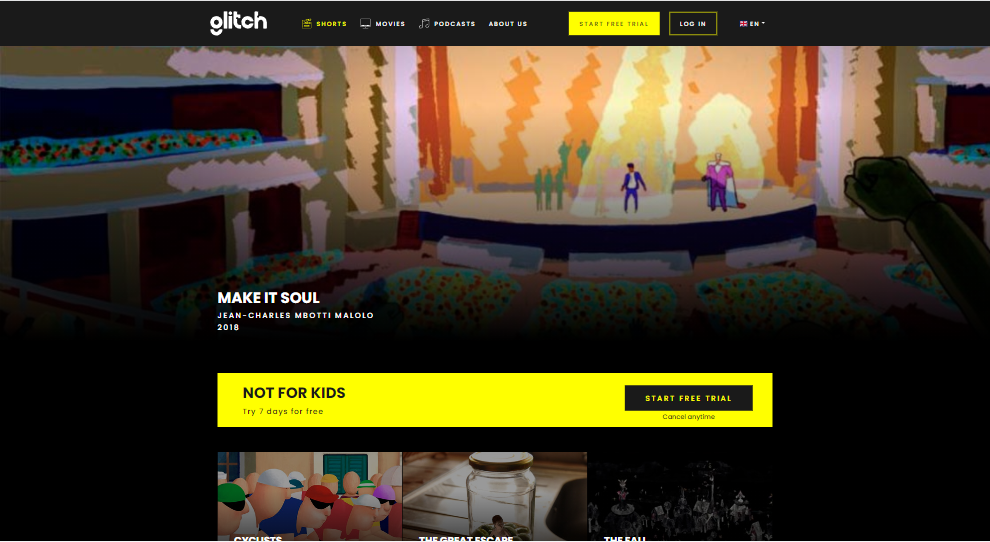 glitch
SHORTS MOVIES PODCASTS ABOUT US START FREE TRIAL LOG IN EN
MAKE IT SOUL
JEAN-CHARLES MBOTTI MALOLO
2018
NOT FOR KIDS
Try 7 days for free
START FREE TRIAL
Cancel anytime
CYCLISTS THE GREAT ESCAPE THE FALL